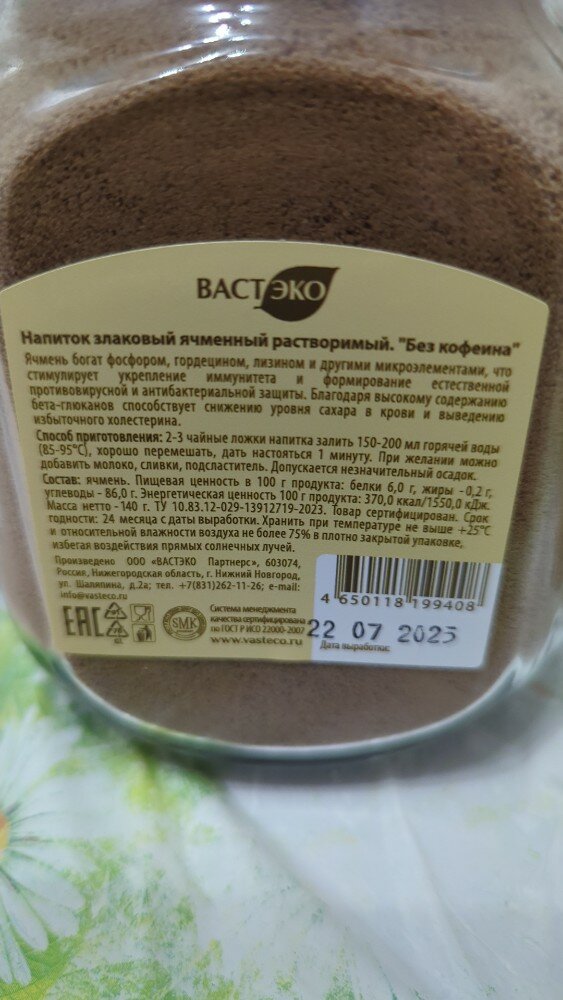 ВАСТЭКО
Напиток злаковый ячменный растворимый. "Без кофеина"
Ячмень богат фосфором, гордецином, лизином и другими микроэлементами, что
стимулирует укрепление иммунитета и формирование естественной
противовирусной и антибактериальной защиты. Благодаря высокому содержанию
бета-глюканов способствует снижению уровня сахара в крови и выведению
избыточного холестерина.
Способ приготовления: 2-3 чайные ложки напитка залить 150-200 мл горячей воды
(85-95°С), хорошо перемешать, дать настояться 1 минуту. При желании можно
добавить молоко, сливки, подсластитель. Допускается незначительный осадок.
Состав: ячмень. Пищевая ценность в 100 г продукта: белки 6,0 г, жиры - 0,2 г,
углеводы - 86,0 г. Энергетическая ценность 100 г продукта: 370,0 ккал/1550,0 кДж.
Масса нетто - 140 г. ТУ 10.83.12-029-13912719-2023. Товар сертифицирован. Срок
годности: 24 месяца с даты выработки. Хранить при температуре не выше +25°С
и относительной влажности воздуха не более 75% в плотно закрытой упаковке,
избегая воздействия прямых солнечных лучей.
Произведено ООО «ВАСТЭКО Партнерс», 603074,
Россия, Нижегородская область, г. Нижний Новгород,
ул. Шаляпина, д.2а; тел. +7(831)262-11-26; e-mail:
info@vasteco.ru
4 650118 199408
ЕАС
SMK
Система менеджмента
качества сертифицирована
по ГОСТ Р ИСО 22000-2007
www.vasteco.ru
22 07 2025
Дата выработки: